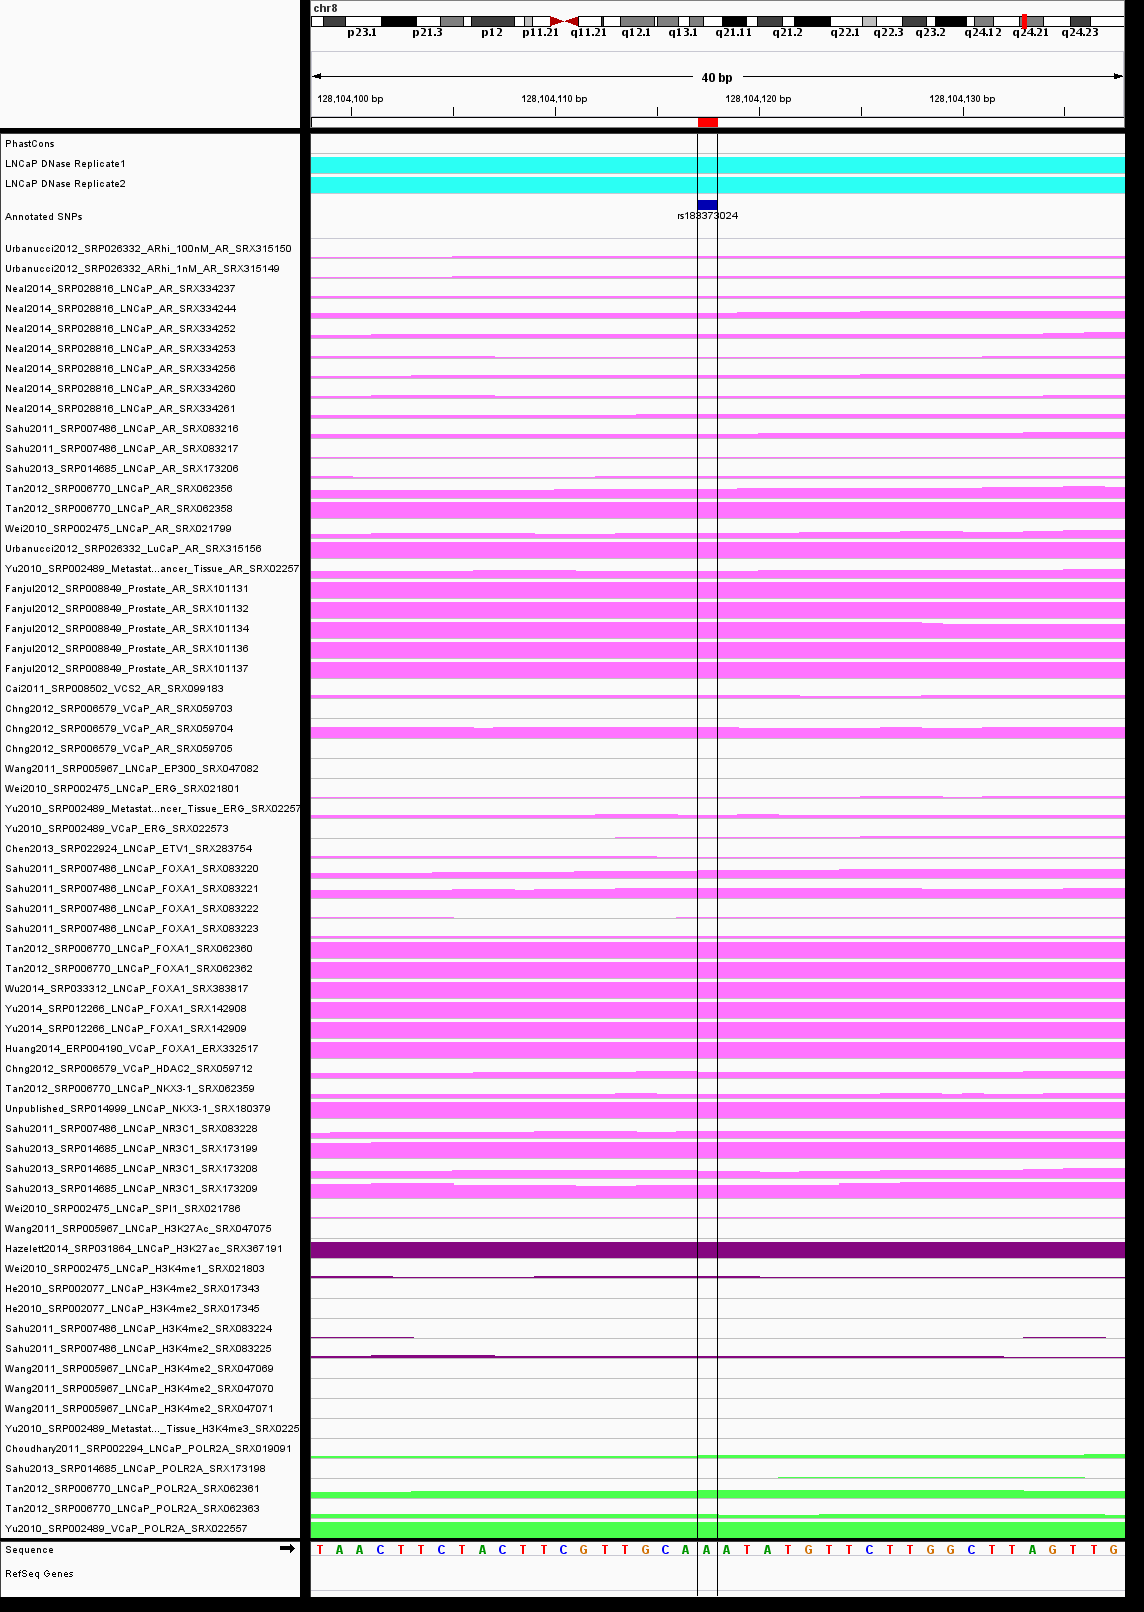 chr8
p23.1 p21.3 p12 p11.21 q11.21 q12.1 q13.1 q21.11 q21.2 q22.1 q22.3 q23.2 q24.12 q24.21 q24.23
40 bp
128,104,100 bp 128,104,110 bp 128,104,120 bp 128,104,130 bp
PhastCons
LNCaP DNase Replicate1
LNCaP DNase Replicate2
Annotated SNPs
rs183373024
Urbanucci2012_SRP026332_ARhi_100nM_AR_SRX315150
Urbanucci2012_SRP026332_ARhi_1nM_AR_SRX315149
Neal2014_SRP028816_LNCaP_AR_SRX334237
Neal2014_SRP028816_LNCaP_AR_SRX334244
Neal2014_SRP028816_LNCaP_AR_SRX334252
Neal2014_SRP028816_LNCaP_AR_SRX334253
Neal2014_SRP028816_LNCaP_AR_SRX334256
Neal2014_SRP028816_LNCaP_AR_SRX334260
Neal2014_SRP028816_LNCaP_AR_SRX334261
Sahu2011_SRP007486_LNCaP_AR_SRX083216
Sahu2011_SRP007486_LNCaP_AR_SRX083217
Sahu2013_SRP014685_LNCaP_AR_SRX173206
Tan2012_SRP006770_LNCaP_AR_SRX062356
Tan2012_SRP006770_LNCaP_AR_SRX062358
Wei2010_SRP002475_LNCaP_AR_SRX021799
Urbanucci2012_SRP026332_LuCaP_AR_SRX315156
Yu2010_SRP002489_Metastat...ancer_Tissue_AR_SRX02257
Fanjul2012_SRP008849_Prostate_AR_SRX101131
Fanjul2012_SRP008849_Prostate_AR_SRX101132
Fanjul2012_SRP008849_Prostate_AR_SRX101134
Fanjul2012_SRP008849_Prostate_AR_SRX101136
Fanjul2012_SRP008849_Prostate_AR_SRX101137
Cai2011_SRP008502_VCS2_AR_SRX099183
Chng2012_SRP006579_VCaP_AR_SRX059703
Chng2012_SRP006579_VCaP_AR_SRX059704
Chng2012_SRP006579_VCaP_AR_SRX059705
Wang2011_SRP005967_LNCaP_EP300_SRX047082
Wei2010_SRP002475_LNCaP_ERG_SRX021801
Yu2010_SRP002489_Metastat...ncer_Tissue_ERG_SRX02257
Yu2010_SRP002489_VCaP_ERG_SRX022573
Chen2013_SRP022924_LNCaP_ETV1_SRX283754
Sahu2011_SRP007486_LNCaP_FOXA1_SRX083220
Sahu2011_SRP007486_LNCaP_FOXA1_SRX083221
Sahu2011_SRP007486_LNCaP_FOXA1_SRX083222
Sahu2011_SRP007486_LNCaP_FOXA1_SRX083223
Tan2012_SRP006770_LNCaP_FOXA1_SRX062360
Tan2012_SRP006770_LNCaP_FOXA1_SRX062362
Wu2014_SRP033312_LNCaP_FOXA1_SRX383817
Yu2014_SRP012266_LNCaP_FOXA1_SRX142908
Yu2014_SRP012266_LNCaP_FOXA1_SRX142909
Huang2014_ERP004190_VCaP_FOXA1_ERX332517
Chng2012_SRP006579_VCaP_HDAC2_SRX059712
Tan2012_SRP006770_LNCaP_NKX3-1_SRX062359
Unpublished_SRP014999_LNCaP_NKX3-1_SRX180379
Sahu2011_SRP007486_LNCaP_NR3C1_SRX083228
Sahu2013_SRP014685_LNCaP_NR3C1_SRX173199
Sahu2013_SRP014685_LNCaP_NR3C1_SRX173208
Sahu2013_SRP014685_LNCaP_NR3C1_SRX173209
Wei2010_SRP002475_LNCaP_SPI1_SRX021786
Wang2011_SRP005967_LNCaP_H3K27Ac_SRX047075
Hazelett2014_SRP031864_LNCaP_H3K27ac_SRX367191
Wei2010_SRP002475_LNCaP_H3K4me1_SRX021803
He2010_SRP002077_LNCaP_H3K4me2_SRX017343
He2010_SRP002077_LNCaP_H3K4me2_SRX017345
Sahu2011_SRP007486_LNCaP_H3K4me2_SRX083224
Sahu2011_SRP007486_LNCaP_H3K4me2_SRX083225
Wang2011_SRP005967_LNCaP_H3K4me2_SRX047069
Wang2011_SRP005967_LNCaP_H3K4me2_SRX047070
Wang2011_SRP005967_LNCaP_H3K4me2_SRX047071
Yu2010_SRP002489_Metastat..._Tissue_H3K4me3_SRX0225
Choudhary2011_SRP002294_LNCaP_POLR2A_SRX019091
Sahu2013_SRP014685_LNCaP_POLR2A_SRX173198
Tan2012_SRP006770_LNCaP_POLR2A_SRX062361
Tan2012_SRP006770_LNCaP_POLR2A_SRX062363
Yu2010_SRP002489_VCaP_POLR2A_SRX022557
Sequence T A A C T T C T A C T T C G T T G C A A A T A T G T T C T T G G C T T A G T T G
RefSeq Genes